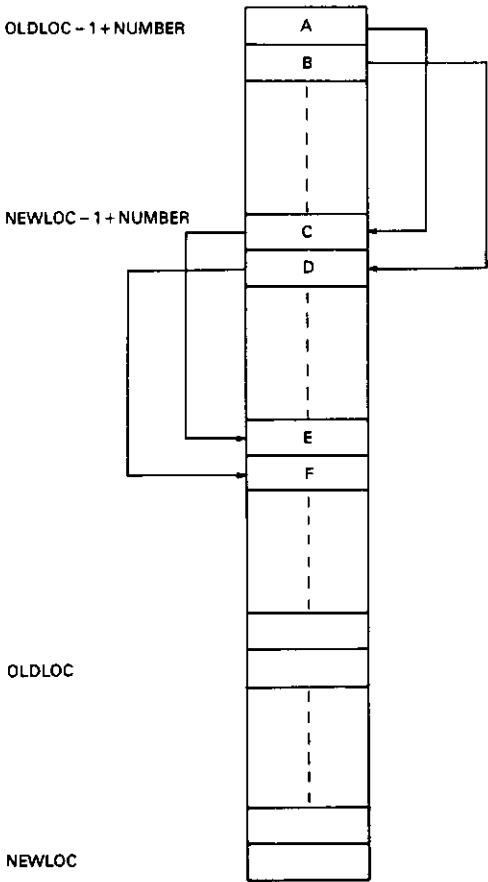 OLDLOC - 1 + NUMBER
A
B
NEWLOC - 1 + NUMBER
C
D
E
F
OLDLOC
NEWLOC